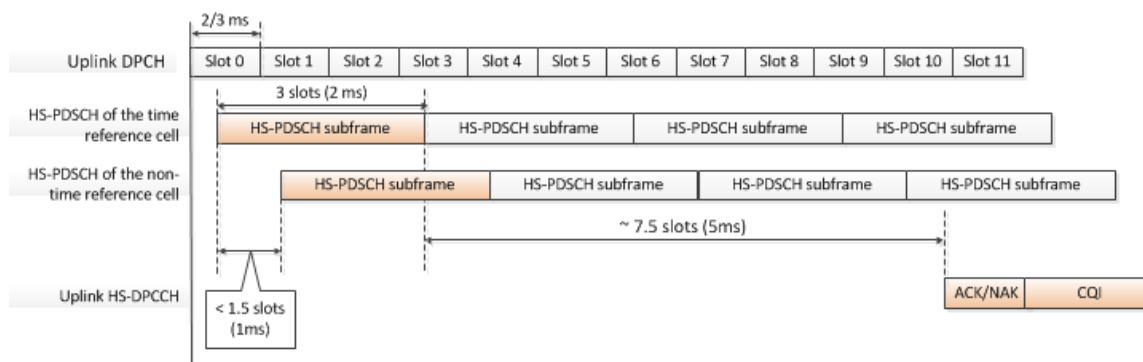 2/3 ms
Uplink DPCH
Slot 0 Slot 1 Slot 2 Slot 3 Slot 4 Slot 5 Slot 6 Slot 7 Slot 8 Slot 9 Slot 10 Slot 11
3 slots (2 ms)
HS-PDSCH of the time
reference cell
HS-PDSCH subframe HS-PDSCH subframe HS-PDSCH subframe HS-PDSCH subframe
HS-PDSCH of the non-
time reference cell
HS-PDSCH subframe HS-PDSCH subframe HS-PDSCH subframe HS-PDSCH subframe
~ 7.5 slots (5ms)
Uplink HS-DPCCH
< 1.5 slots
(1ms)
ACK/NAK CQI